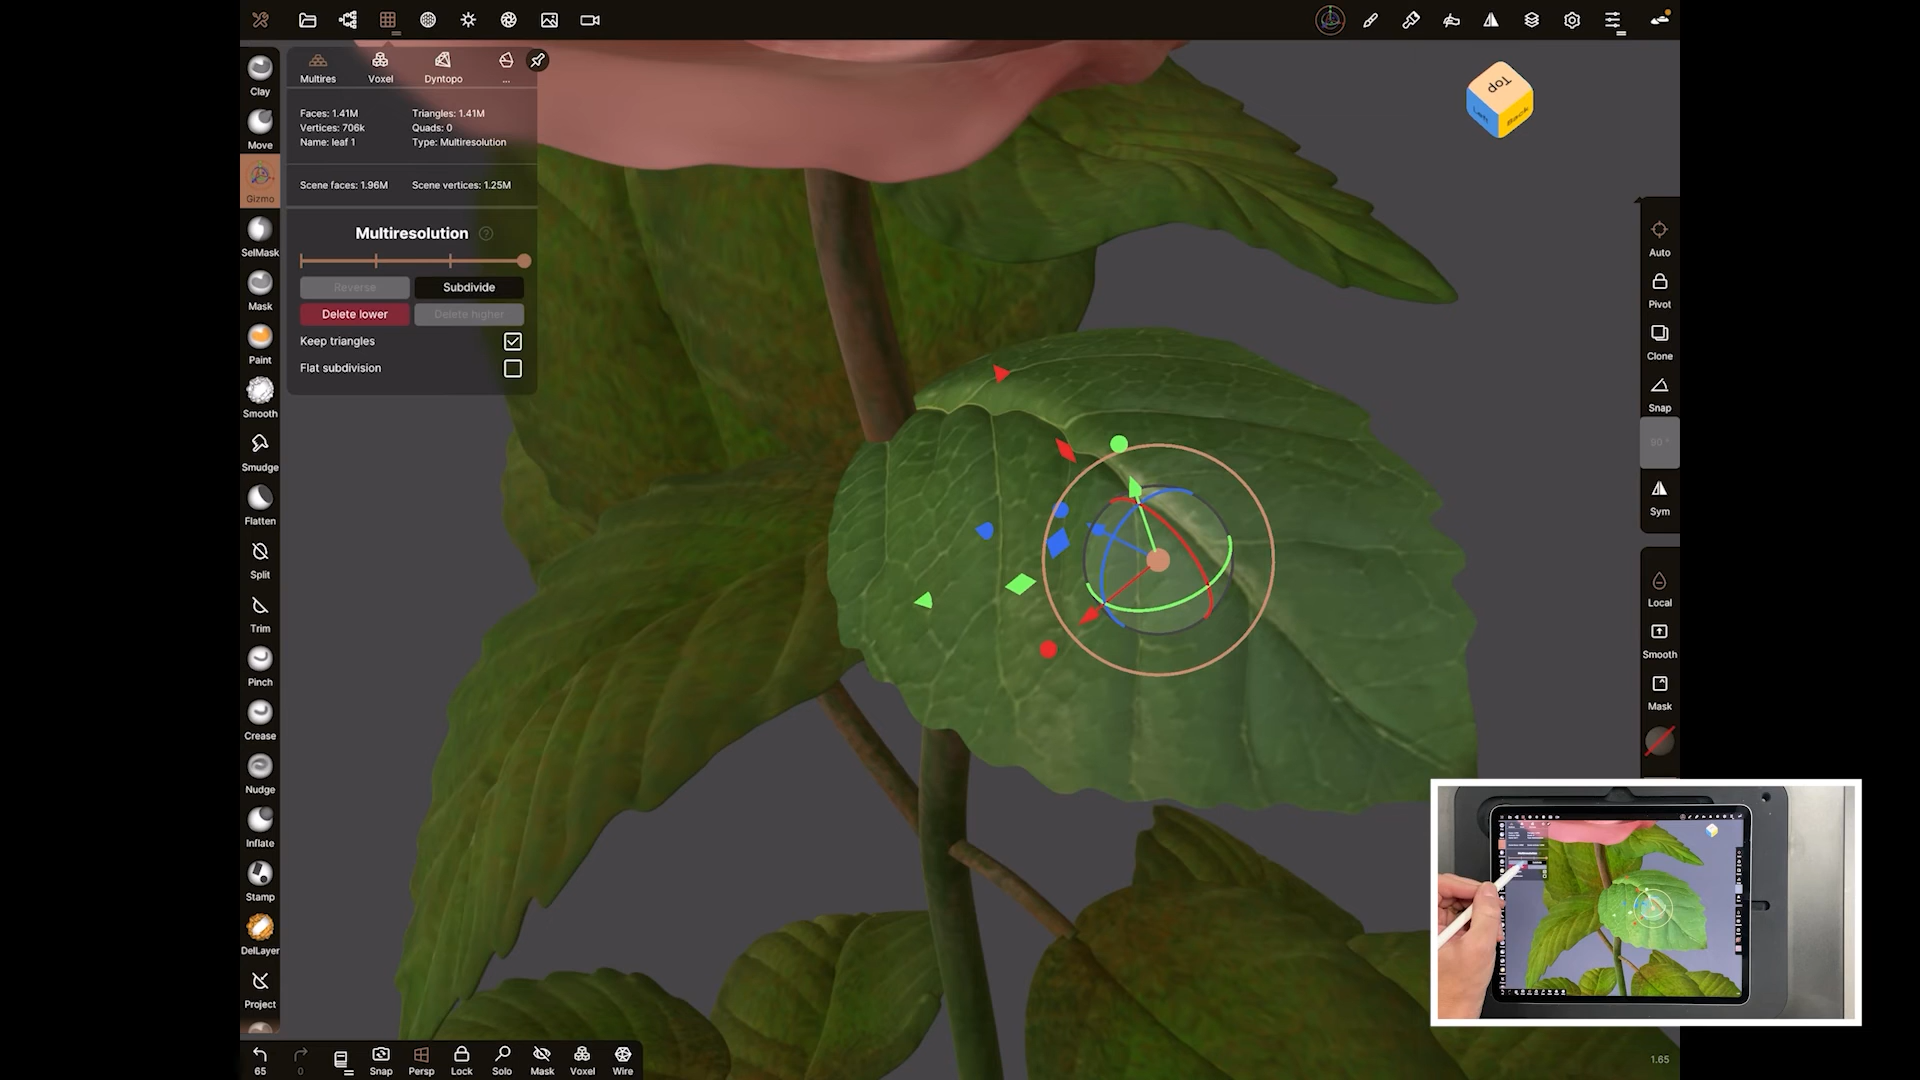 Clay
Move
Gizmo
SelMask
Mask
Paint
Smooth
Smudge
Flatten
Split
Trim
Pinch
Crease
Nudge
Inflate
Stamp
DelLayer
Project
Multires Voxel Dyntopo ...
Faces: 1.41M Triangles: 1.41M
Vertices: 706k Quads: 0
Name: leaf 1 Type: Multiresolution
Scene faces: 1.96M Scene vertices: 1.25M
Multiresolution ?
Reverse Subdivide
Delete lower Delete higher
Keep triangles
Flat subdivision
Top
Left Back
Auto
Pivot
Clone
Snap
90 °
Sym
Local
Smooth
Mask
65 0 Snap Persp Lock Solo Mask Voxel Wire
1.65